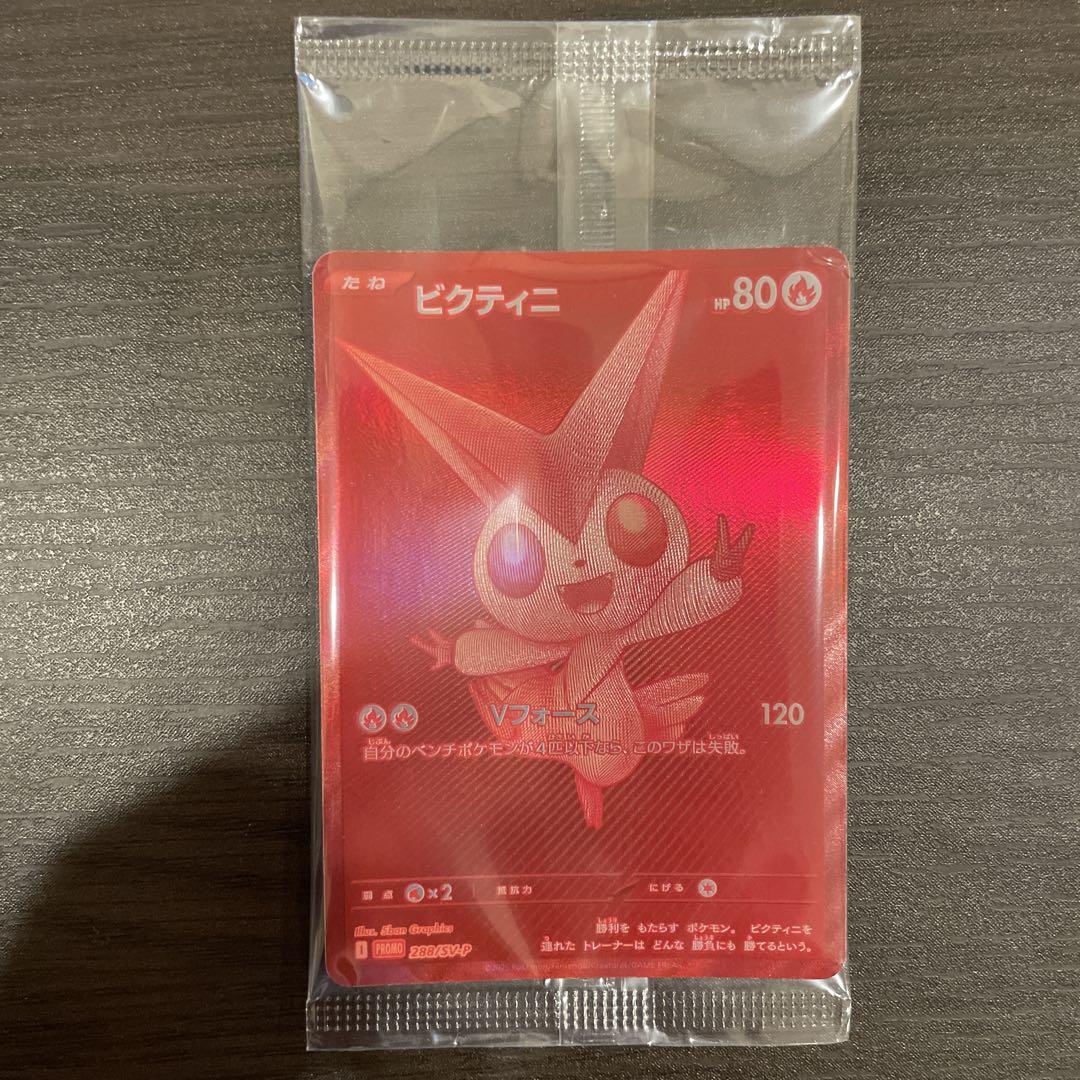 たね ビクティニ HP 80
Vフォース 120
自分のベンチポケモンが4匹以下なら、このワザは失敗。
弱点 ×2 抵抗力 にげる
Illus. 5ban Graphics
I PROMO 288/SV-P
勝利を もたらす ポケモン。 ビクティニを
連れた トレーナーは どんな 勝負にも 勝てるという。